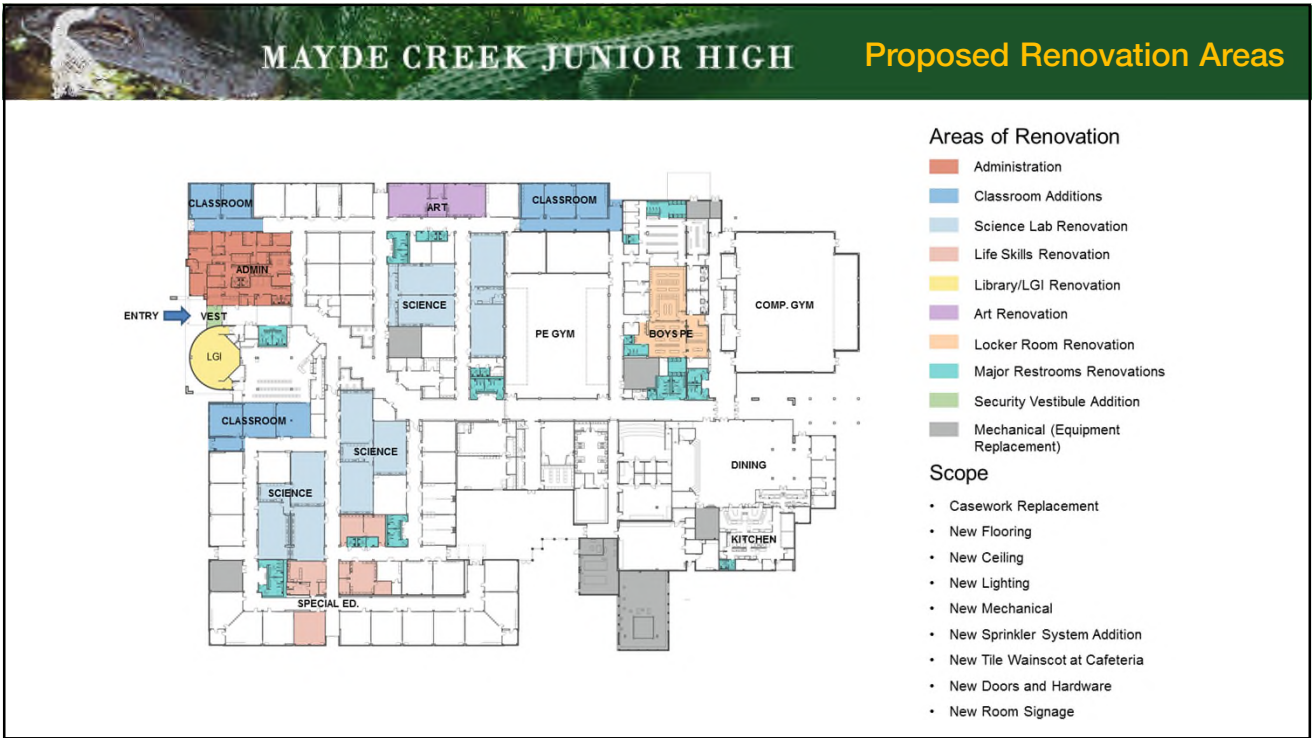 MAYDE CREEK JUNIOR HIGH
Proposed Renovation Areas
CLASSROOM
ART
CLASSROOM
ADMIN
SCIENCE
ENTRY
VEST
PE GYM
BOYS PE
COMP. GYM
LGI
CLASSROOM
SCIENCE
SCIENCE
DINING
KITCHEN
SPECIAL ED.
Areas of Renovation
Administration
Classroom Additions
Science Lab Renovation
Life Skills Renovation
Library/LGI Renovation
Art Renovation
Locker Room Renovation
Major Restrooms Renovations
Security Vestibule Addition
Mechanical (Equipment
Replacement)
Scope
• Casework Replacement
• New Flooring
• New Ceiling
• New Lighting
• New Mechanical
• New Sprinkler System Addition
• New Tile Wainscot at Cafeteria
• New Doors and Hardware
• New Room Signage